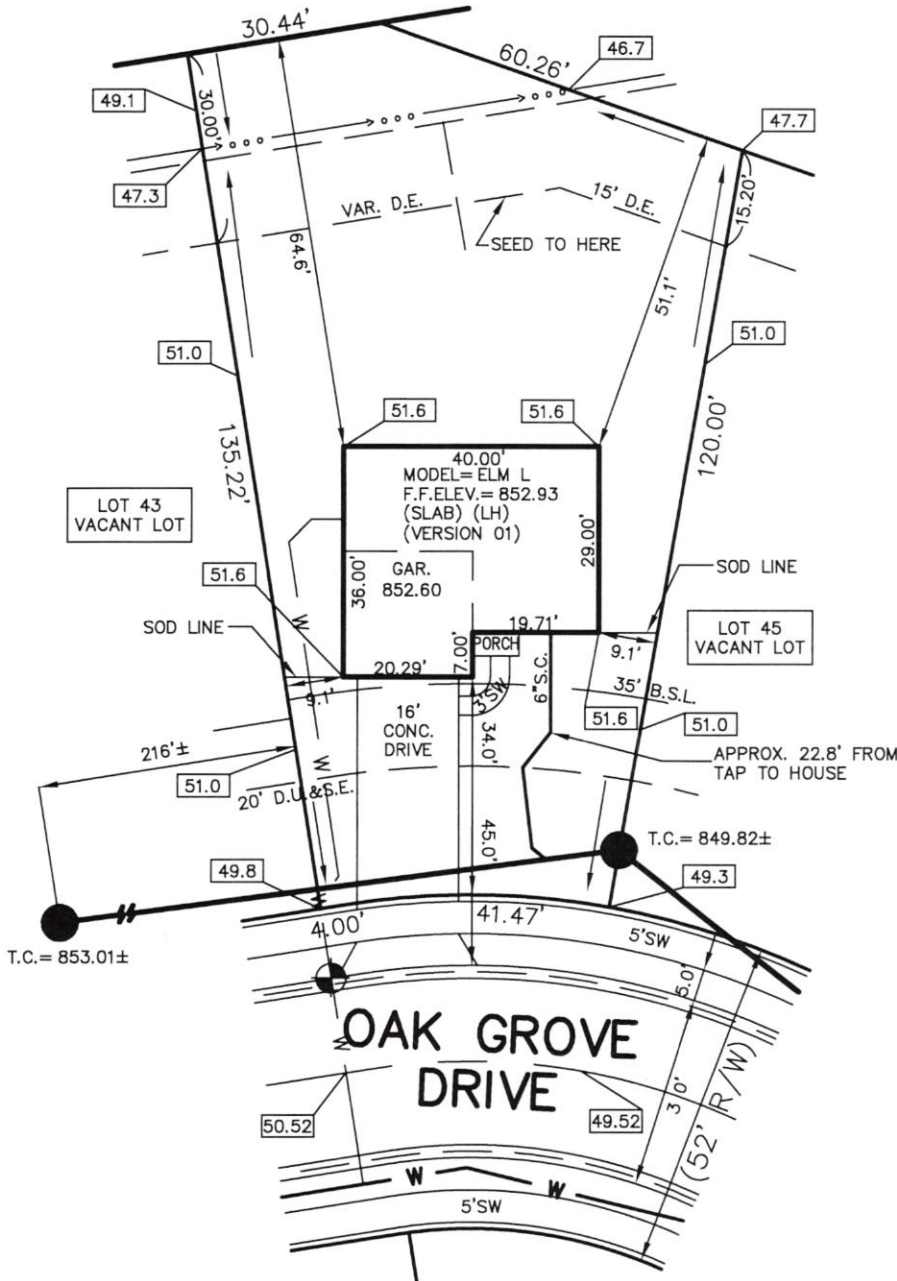 30.44'
60.26'
46.7
49.1
30.00'
47.7
47.3
15.20'
VAR. D.E.
15' D.E.
SEED TO HERE
64.6'
51.1'
51.0
51.0
135.22'
120.00'
51.6
51.6
40.00'
MODEL= ELM L
F.F.ELEV.= 852.93
(SLAB) (LH)
(VERSION 01)
29.00'
LOT 43
VACANT LOT
GAR.
852.60
36.00'
51.6
SOD LINE
SOD LINE
W
19.71'
LOT 45
VACANT LOT
PORCH
7.00'
9.1'
20.29'
6"S.C.
3'SW
35' B.S.L.
9.1'
51.6
51.0
16'
CONC.
DRIVE
34.0'
216'±
APPROX. 22.8' FROM
TAP TO HOUSE
W
51.0
20' D.U.&S.E.
45.0'
T.C.= 849.82±
49.8
49.3
W
4.00'
41.47'
5'SW
T.C.= 853.01±
5.0'
OAK GROVE
DRIVE
W
3 0'
(52' R/W)
50.52
49.52
W
W
5'SW